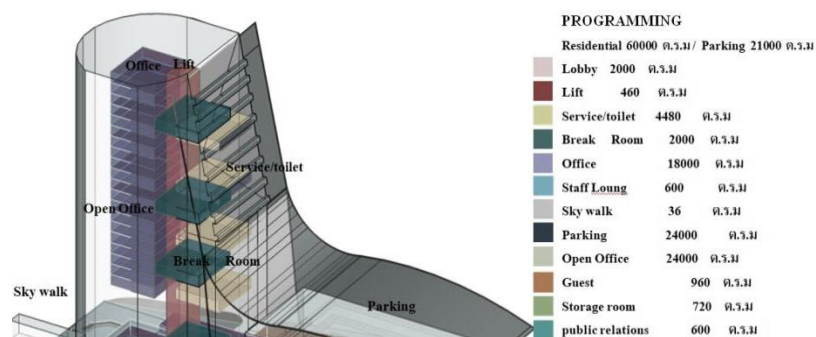 Office Lift
Service/toilet
Open Office
Break Room
Sky walk
Parking
PROGRAMMING
Residential 60000 ต.ร.ม/ Parking 21000 ต.ร.ม
Lobby 2000 ต.ร.ม
Lift 460 ต.ร.ม
Service/toilet 4480 ต.ร.ม
Break Room 2000 ต.ร.ม
Office 18000 ต.ร.ม
Staff Loung 600 ต.ร.ม
Sky walk 36 ต.ร.ม
Parking 24000 ต.ร.ม
Open Office 24000 ต.ร.ม
Guest 960 ต.ร.ม
Storage room 720 ต.ร.ม
public relations 600 ต.ร.ม